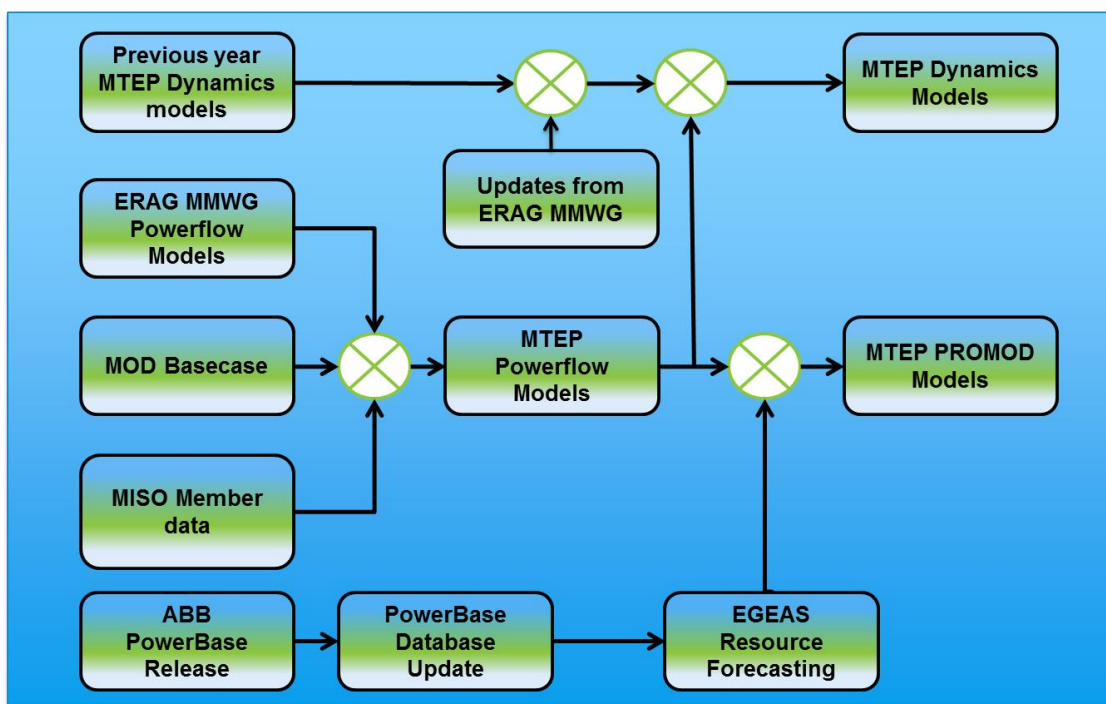 Previous year
MTEP Dynamics
models
MTEP Dynamics
Models
Updates from
ERAG MMWG
ERAG MMWG
Powerflow
Models
MOD Basecase
MTEP
Powerflow
Models
MTEP PROMOD
Models
MISO Member
data
ABB
PowerBase
Release
PowerBase
Database
Update
EGEAS
Resource
Forecasting